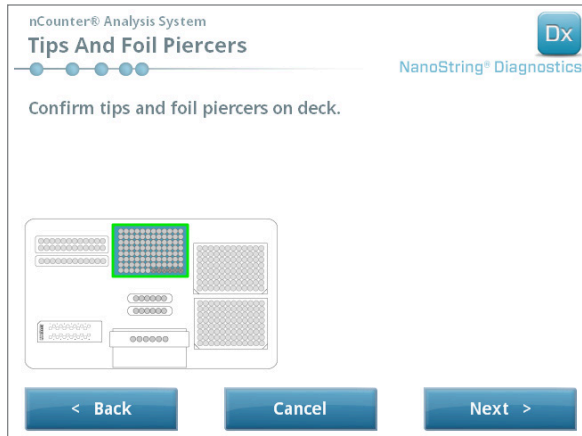 nCounter® Analysis System
Tips And Foil Piercers
Dx
NanoString® Diagnostics
Confirm tips and foil piercers on deck.
< Back
Cancel
Next >